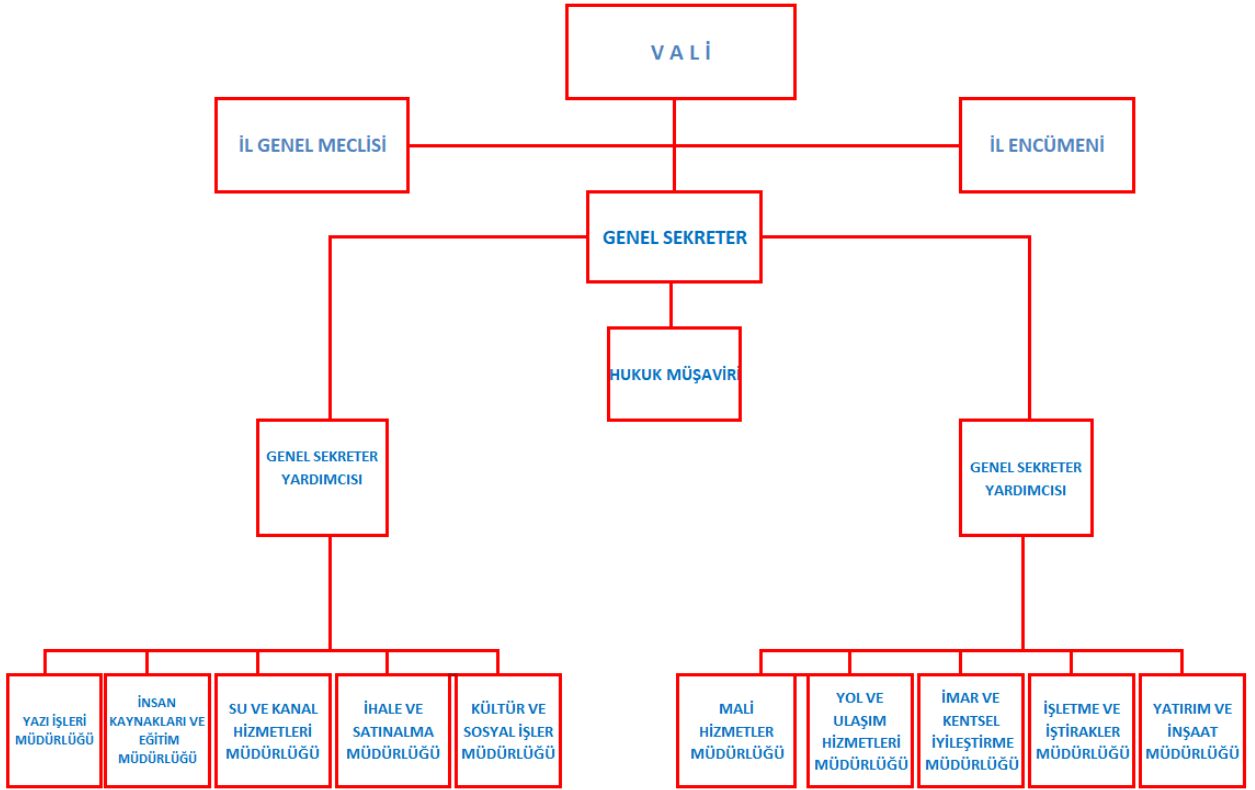 V A L İ
İL GENEL MECLİSİ
İL ENCÜMENİ
GENEL SEKRETER
HUKUK MÜŞAVİRİ
GENEL SEKRETER
YARDIMCISI
GENEL SEKRETER
YARDIMCISI
YAZI İŞLERİ
MÜDÜRLÜĞÜ
İNSAN
KAYNAKLARI VE
EĞİTİM
MÜDÜRLÜĞÜ
SU VE KANAL
HİZMETLERİ
MÜDÜRLÜĞÜ
İHALE VE
SATINALMA
MÜDÜRLÜĞÜ
KÜLTÜR VE
SOSYAL İŞLER
MÜDÜRLÜĞÜ
MALİ
HİZMETLER
MÜDÜRLÜĞÜ
YOL VE
ULAŞIM
HİZMETLERİ
MÜDÜRLÜĞÜ
İMAR VE
KENTSEL
İYİLEŞTİRME
MÜDÜRLÜĞÜ
İŞLETME VE
İŞTİRAKLER
MÜDÜRLÜĞÜ
YATIRIM VE
İNŞAAT
MÜDÜRLÜĞÜ